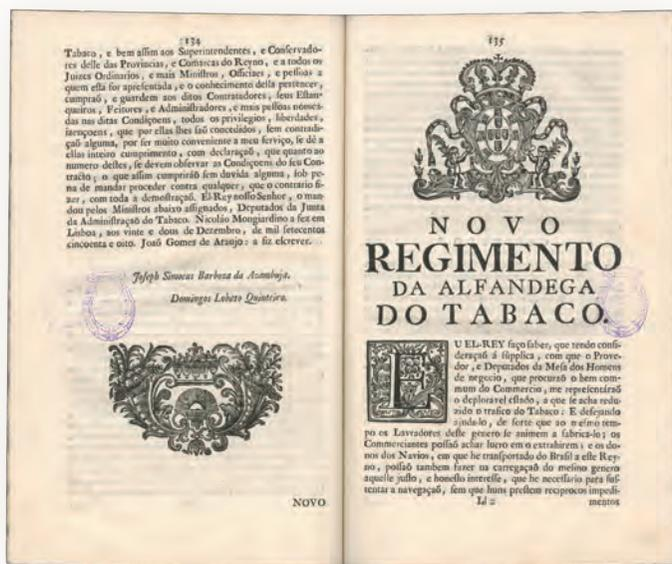 134
Tabaco , e bem assim aos Superintendentes , e Conservado-
res delle das Provincias , e Comarcas do Reyno , e a todos os
Juizes Ordinarios , e mais Ministros, Officiaes , e pessoas a
quem esta for apresentada , e o conhecimento della pertencer,
cumpraõ , e guardem aos ditos Contratadores , seus Estan-
queiros , Feitores , e Administradores , e mais pessoas nomea-
das nas ditas Condiçoens , todos os privilegios , liberdades ,
izençoens , que por ellas lhes saõ concedidos , sem contradi-
çaõ alguma , por ser muito conveniente a meu serviço, se dê a
ellas inteiro cumprimento , com declaraçaõ , que quanto ao
numero destes , se devem observar as Condiçoens do seu Con-
tracto ; o que assim cumpriráõ sem duvida alguma , sob pe-
na de mandar proceder contra qualquer , que o contrario fi-
zer , com toda a demostraçaõ. El-Rey nosso Senhor , o man-
dou pelos Ministros abaixo assignados , Deputados da Junta
da Administraçaõ do Tabaco. Nicoláo Mongiardino a fez em
Lisboa , aos vinte e dous de Dezembro , de mil setecentos
cincoenta e oito. Joaõ Gomes de Araujo : a fiz escrever.
Joseph Simoens Barboza da Azambuja.
Domingos Lobato Quinteiro.
NOVO
135
NOVO
REGIMENTO
DA ALFANDEGA
DO TABACO.
EU EL-REY faço saber, que tendo consi-
deraçaõ á supplica , com que o Prove-
dor , e Deputados da Mesa dos Homens
de negocio , que procuraõ o bem com-
mum do Commercio , me representáraõ
o deploravel estado , a que se acha redu-
zido o trafico do Tabaco : E desejando
ajuda-lo , de sorte que ao mesmo tem-
po os Lavradores deste genero se animem a fabrica-lo ; os
Commerciantes possaõ achar lucro em o extrahirem ; e os do-
nos dos Navios , em que he transportado do Brasil a este Rey-
no , possaõ tambem fazer na carregaçaõ do mesmo genero
aquelle justo , e honesto interesse , que he necessario para sus-
tentar a navegaçaõ , sem que huns prestem reciprocos impedi-
mentos